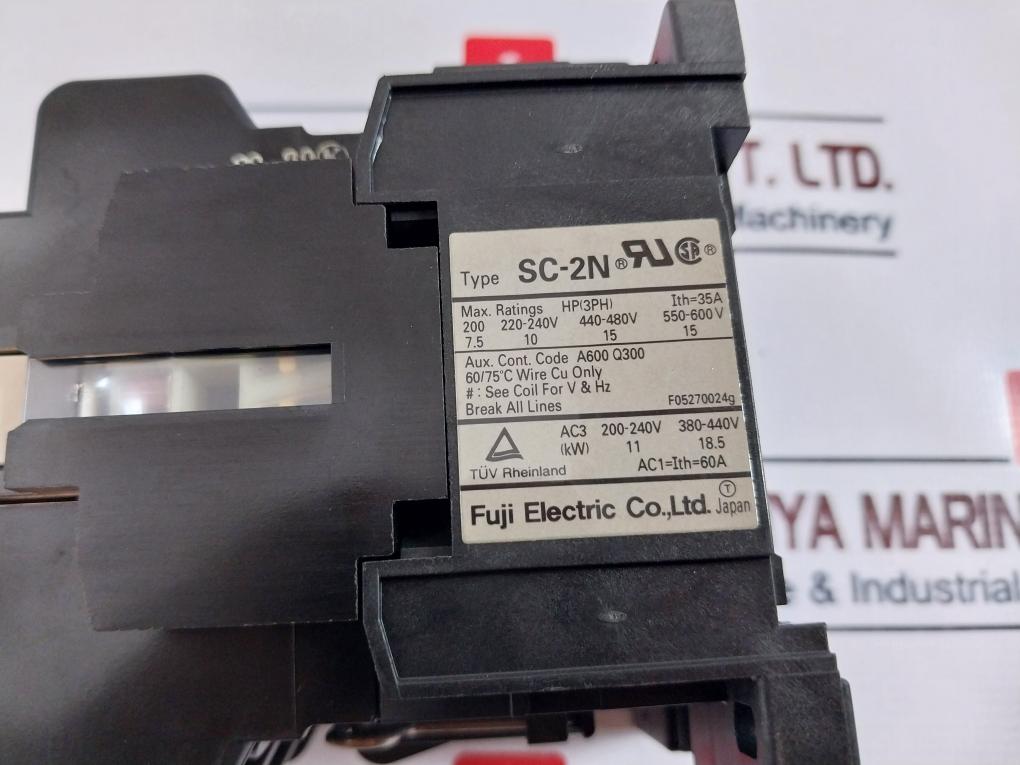 T. LTD.
Machinery
Type SC-2N ® RU ® SA ®
Max. Ratings HP(3PH) Ith=35A
200 220-240V 440-480V 550-600V
7.5 10 15 15
Aux. Cont. Code A600 Q300
60/75°C Wire Cu Only
#: See Coil For V & Hz
Break All Lines F05270024g
AC3 200-240V 380-440V
(kW) 11 18.5
TÜV Rheinland AC1=Ith=60A
Fuji Electric Co.,Ltd. T Japan
YA MARIN
& Industrial